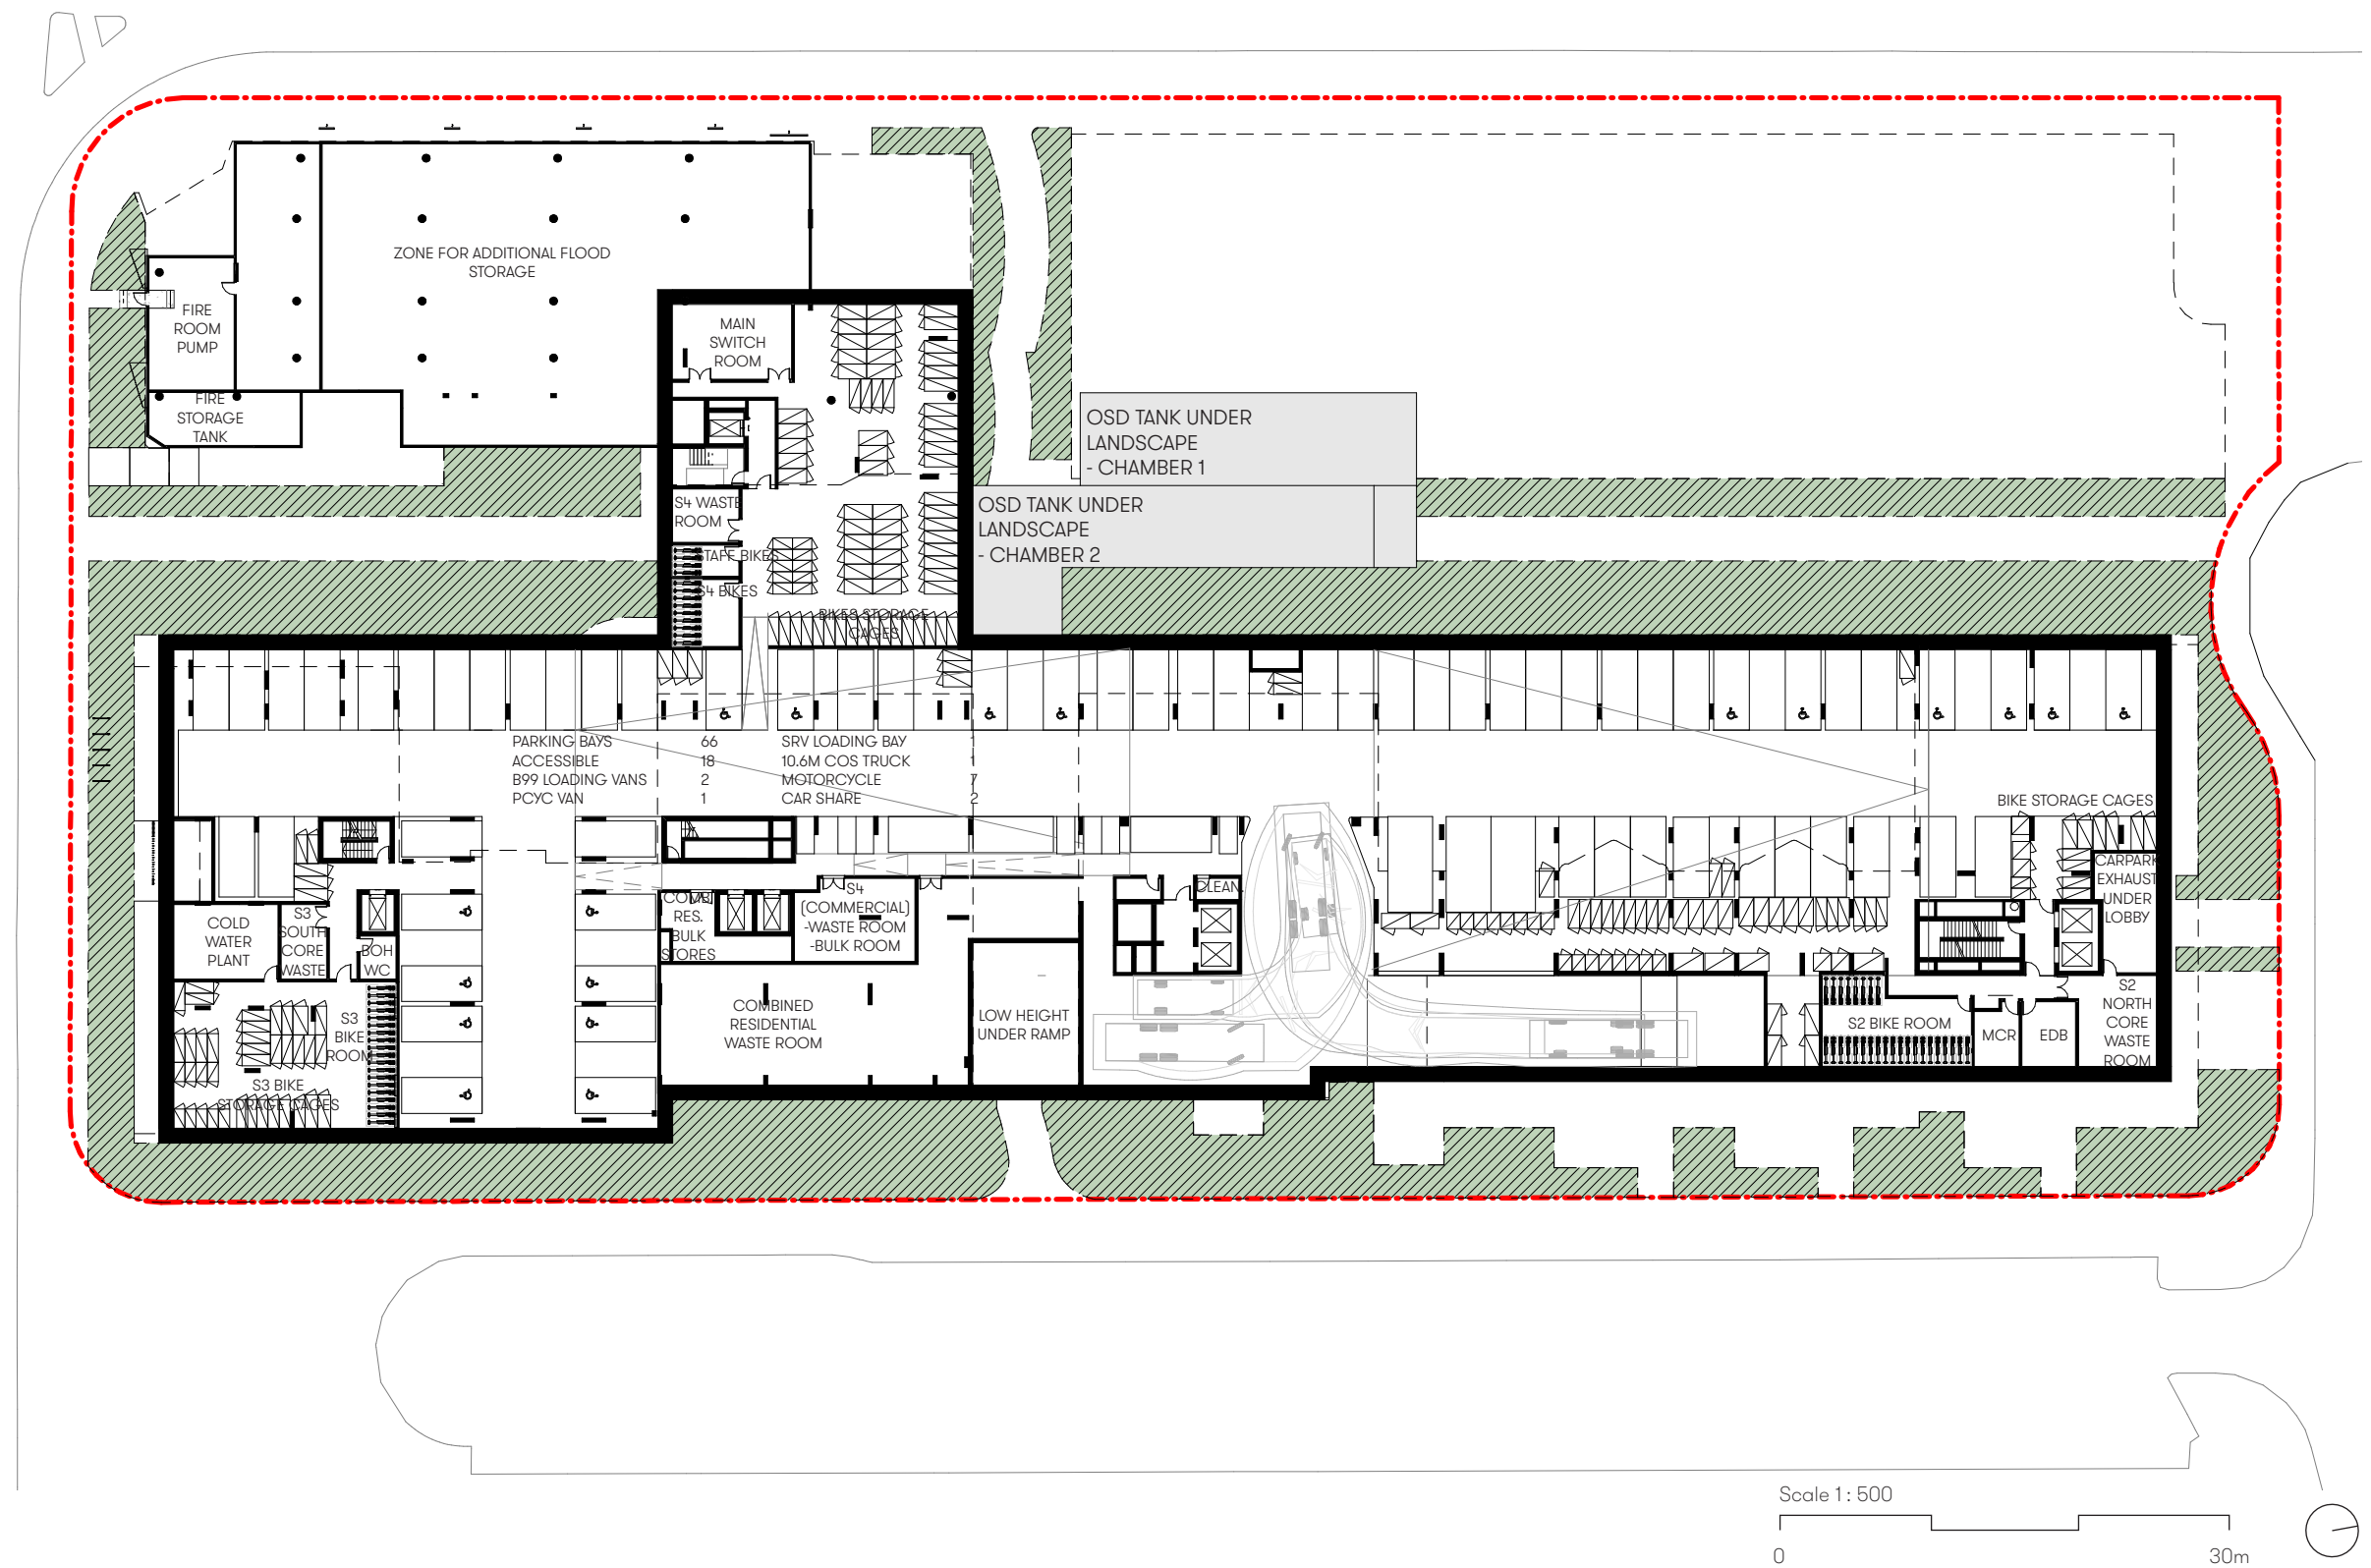 ZONE FOR ADDITIONAL FLOOD
STORAGE
FIRE
ROOM
PUMP
MAIN
SWITCH
ROOM
FIRE
STORAGE
TANK
OSD TANK UNDER
LANDSCAPE
- CHAMBER 1
S4 WASTE
ROOM
OSD TANK UNDER
LANDSCAPE
- CHAMBER 2
STAFF BIKES
S4 BIKES
BIKES STORAGE
CAGES
PARKING BAYS 66
ACCESSIBLE 18
B99 LOADING VANS 2
PCYC VAN 1
SRV LOADING BAY 1
10.6M COS TRUCK 1
MOTORCYCLE 7
CAR SHARE 2
BIKE STORAGE CAGES
CARPARK
EXHAUST
UNDER
LOBBY
COLD
WATER
PLANT
S3
SOUTH
CORE
WASTE
BOH
WC
RES.
BULK
STORES
S4
(COMMERCIAL)
-WASTE ROOM
-BULK ROOM
CLEAN.
COMBINED
RESIDENTIAL
WASTE ROOM
LOW HEIGHT
UNDER RAMP
S3
BIKE
ROOM
S3 BIKE
STORAGE CAGES
S2 BIKE ROOM
MCR
EDB
S2
NORTH
CORE
WASTE
ROOM
Scale 1 : 500
0 30m